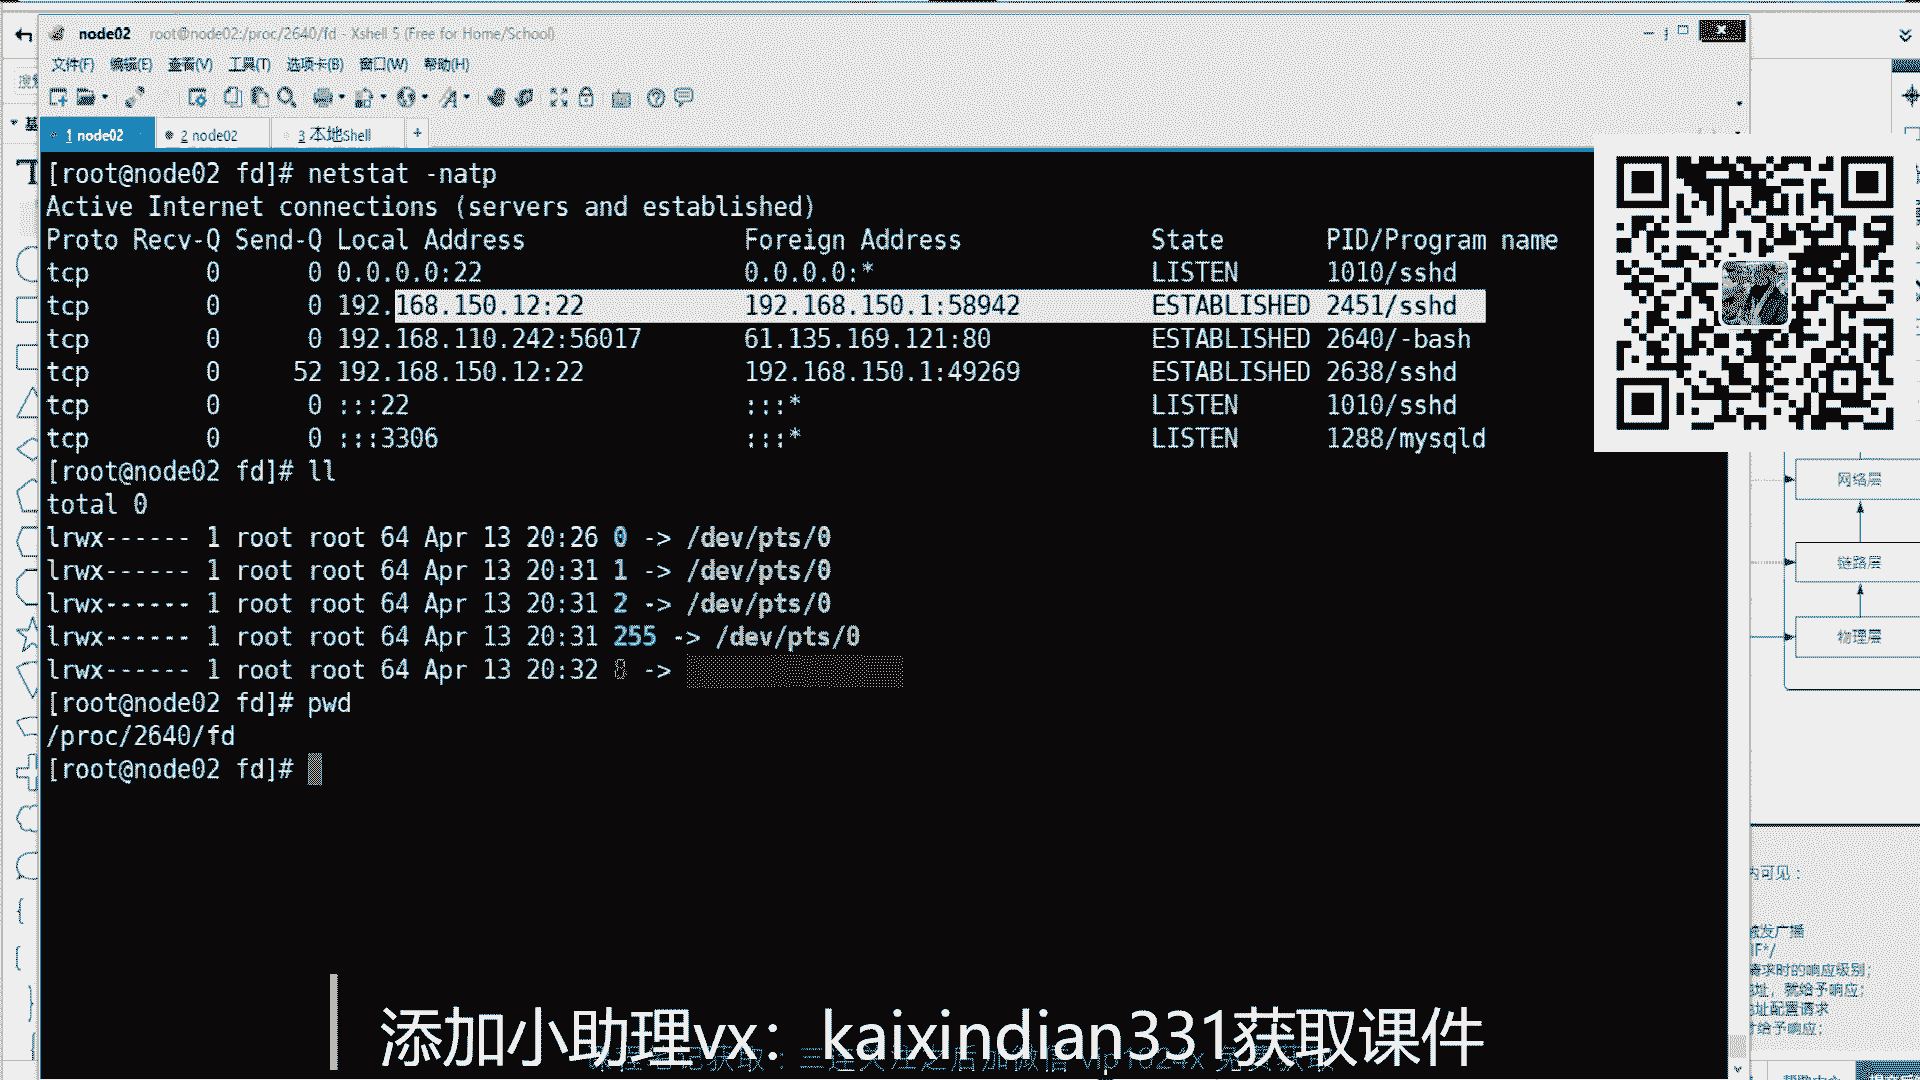 node02 root@node02:/proc/2640/fd - Xshell 5 (Free for Home/School)
文件(F) 编辑(E) 查看(V) 工具(T) 选项卡(B) 窗口(W) 帮助(H)
1 node02 2 node02 3 本地Shell +
[root@node02 fd]# netstat -natp
Active Internet connections (servers and established)
Proto Recv-Q Send-Q Local Address Foreign Address State PID/Program name
tcp 0 0 0.0.0.0:22 0.0.0.0:* LISTEN 1010/sshd
tcp 0 0 192.168.150.12:22 192.168.150.1:58942 ESTABLISHED 2451/sshd
tcp 0 0 192.168.110.242:56017 61.135.169.121:80 ESTABLISHED 2640/-bash
tcp 0 52 192.168.150.12:22 192.168.150.1:49269 ESTABLISHED 2638/sshd
tcp 0 0 :::22 :::* LISTEN 1010/sshd
tcp 0 0 :::3306 :::* LISTEN 1288/mysqld
[root@node02 fd]# ll
total 0
lrwx------ 1 root root 64 Apr 13 20:26 0 -> /dev/pts/0
lrwx------ 1 root root 64 Apr 13 20:31 1 -> /dev/pts/0
lrwx------ 1 root root 64 Apr 13 20:31 2 -> /dev/pts/0
lrwx------ 1 root root 64 Apr 13 20:31 255 -> /dev/pts/0
lrwx------ 1 root root 64 Apr 13 20:32 8 ->
[root@node02 fd]# pwd
/proc/2640/fd
[root@node02 fd]#
网络层
链路层
物理层
内可见：
触发广播
IF*/
请求时的响应级别；
地址，就给予响应；
地址配置请求
才给予响应；
添加小助理vx：kaixindian331获取课件